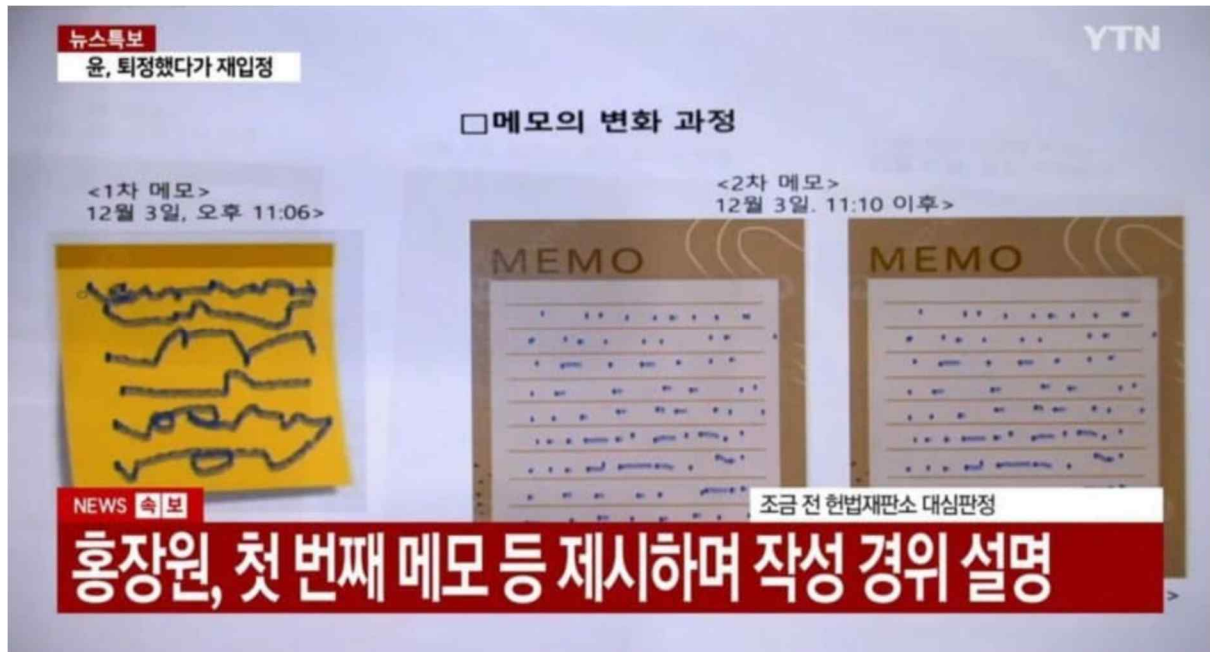 뉴스특보
YTN
윤, 퇴정했다가 재입정
□메모의 변화 과정
<1차 메모>
12월 3일, 오후 11:06>
<2차 메모>
12월 3일. 11:10 이후>
MEMO
MEMO
NEWS 속보
조금 전 헌법재판소 대심판정
홍장원, 첫 번째 메모 등 제시하며 작성 경위 설명
>